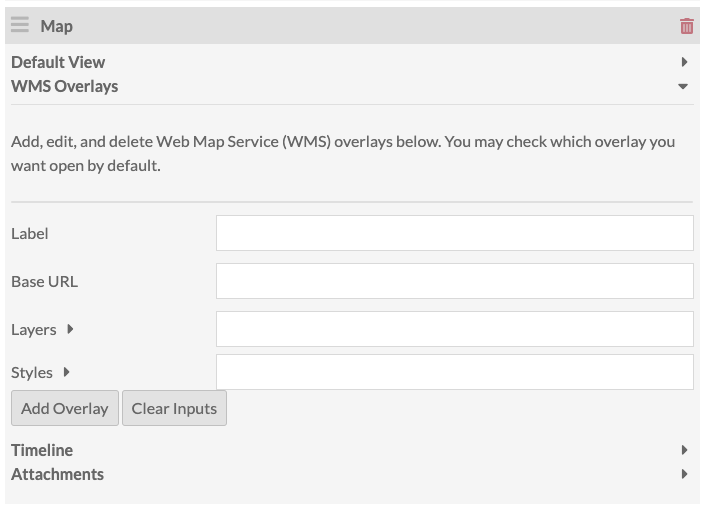 Map
Default View
WMS Overlays
Add, edit, and delete Web Map Service (WMS) overlays below. You may check which overlay you
want open by default.
Label
Base URL
Layers
Styles
Add Overlay Clear Inputs
Timeline
Attachments